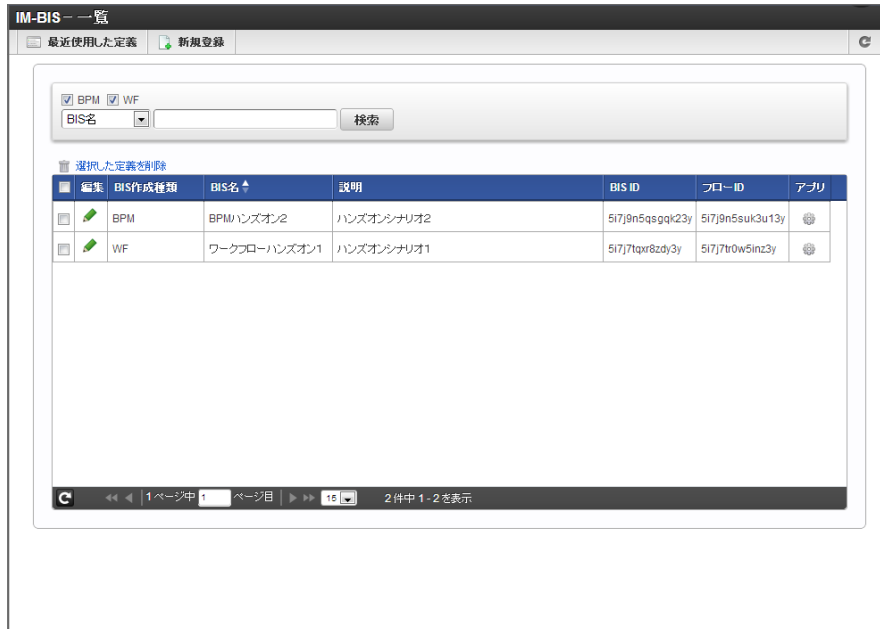 IM-BIS－一覧
最近使用した定義 新規登録
BPM WF
BIS名 検索
選択した定義を削除
編集 BIS作成種類 BIS名 説明 BIS ID フローID アプリ
BPM BPMハンズオン2 ハンズオンシナリオ2 5i7j9n5qsgqk23y 5i7j9n5suk3u13y
WF ワークフローハンズオン1 ハンズオンシナリオ1 5i7j7tqxr8zdy3y 5i7j7tr0w5inz3y
1ページ中 1 ページ目 15 2件中 1 - 2 を表示